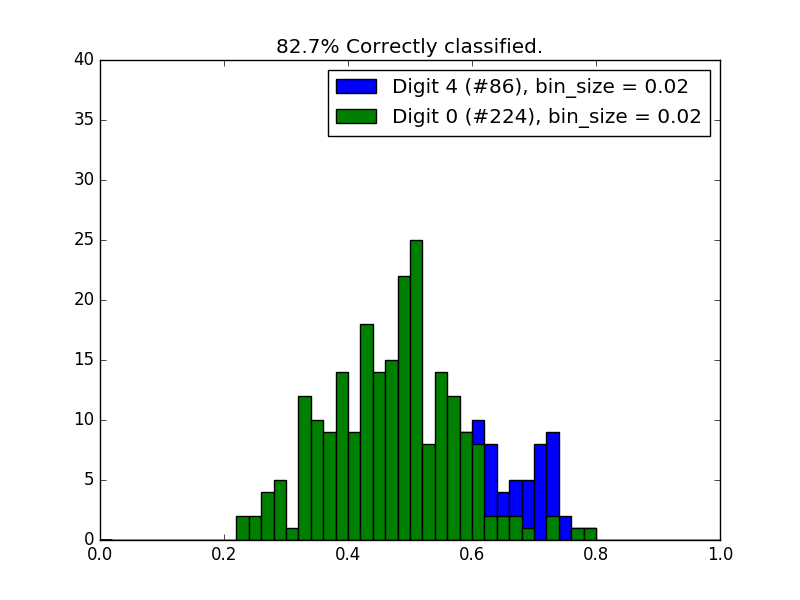 82.7% Correctly classified.
40
Digit 4 (#86), bin_size = 0.02
Digit 0 (#224), bin_size = 0.02
35
30
25
20
15
10
5
0
0.0 0.2 0.4 0.6 0.8 1.0